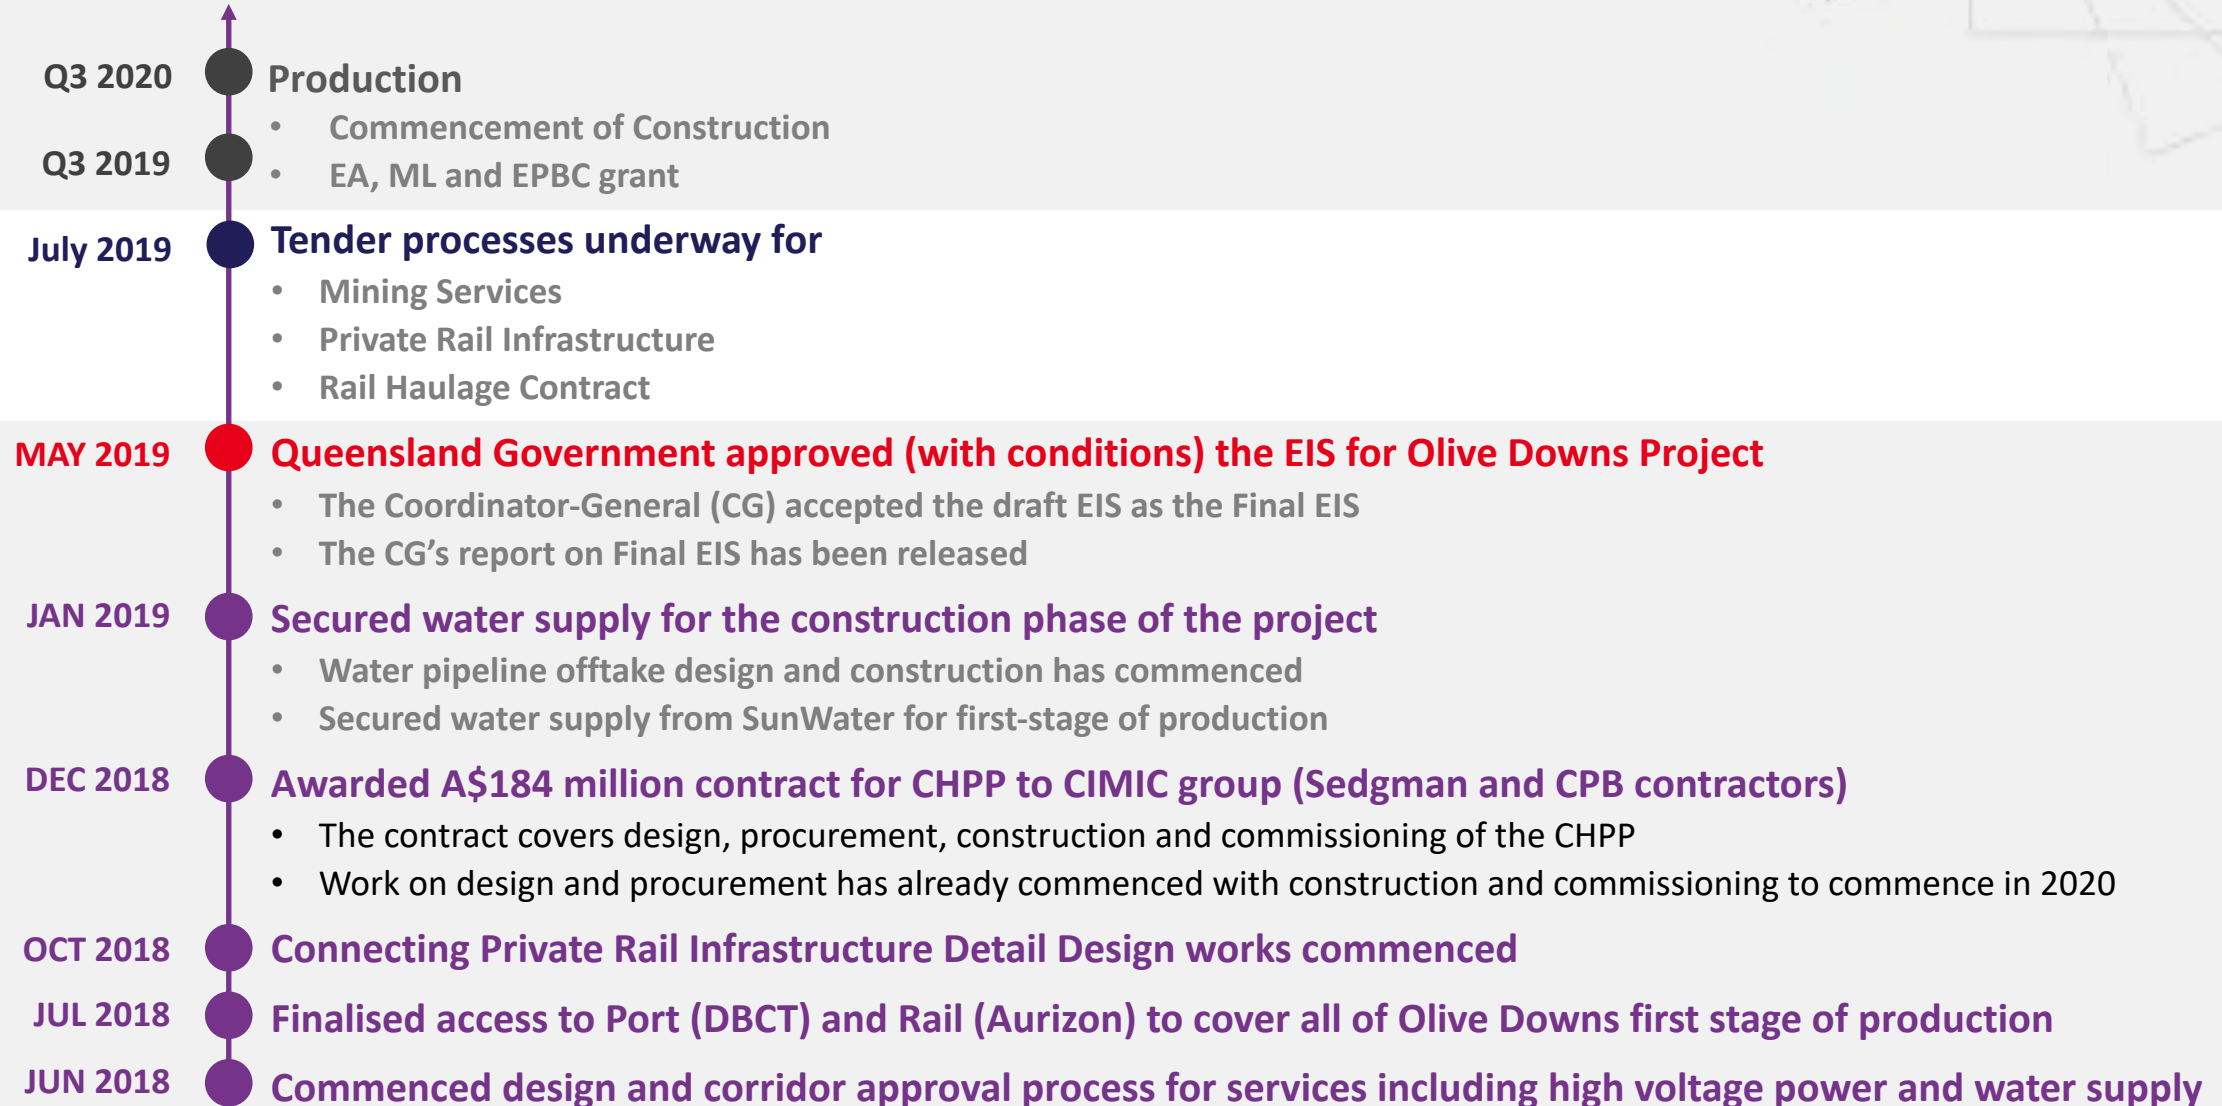 Q3 2020
Production
• Commencement of Construction
Q3 2019
• EA, ML and EPBC grant
July 2019
Tender processes underway for
• Mining Services
• Private Rail Infrastructure
• Rail Haulage Contract
MAY 2019
Queensland Government approved (with conditions) the EIS for Olive Downs Project
• The Coordinator-General (CG) accepted the draft EIS as the Final EIS
• The CG’s report on Final EIS has been released
JAN 2019
Secured water supply for the construction phase of the project
• Water pipeline offtake design and construction has commenced
• Secured water supply from SunWater for first-stage of production
DEC 2018
Awarded A$184 million contract for CHPP to CIMIC group (Sedgman and CPB contractors)
• The contract covers design, procurement, construction and commissioning of the CHPP
• Work on design and procurement has already commenced with construction and commissioning to commence in 2020
OCT 2018
Connecting Private Rail Infrastructure Detail Design works commenced
JUL 2018
Finalised access to Port (DBCT) and Rail (Aurizon) to cover all of Olive Downs first stage of production
JUN 2018
Commenced design and corridor approval process for services including high voltage power and water supply